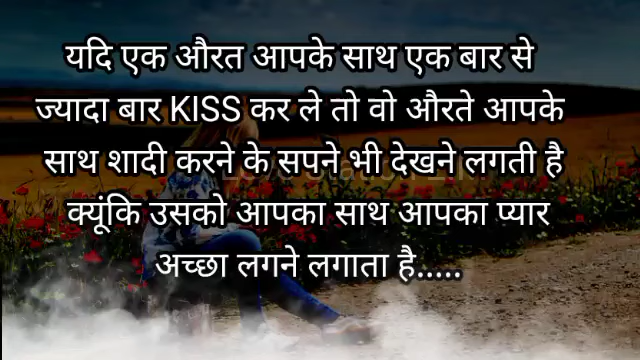 यदि एक औरत आपके साथ एक बार से
ज्यादा बार KISS कर ले तो वो औरते आपके
साथ शादी करने के सपने भी देखने लगती है
क्यूंकि उसको आपका साथ आपका प्यार
अच्छा लगने लगाता है.....